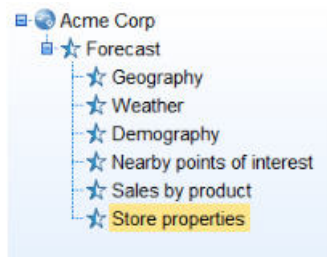 Acme Corp
Forecast
Geography
Weather
Demography
Nearby points of interest
Sales by product
Store properties